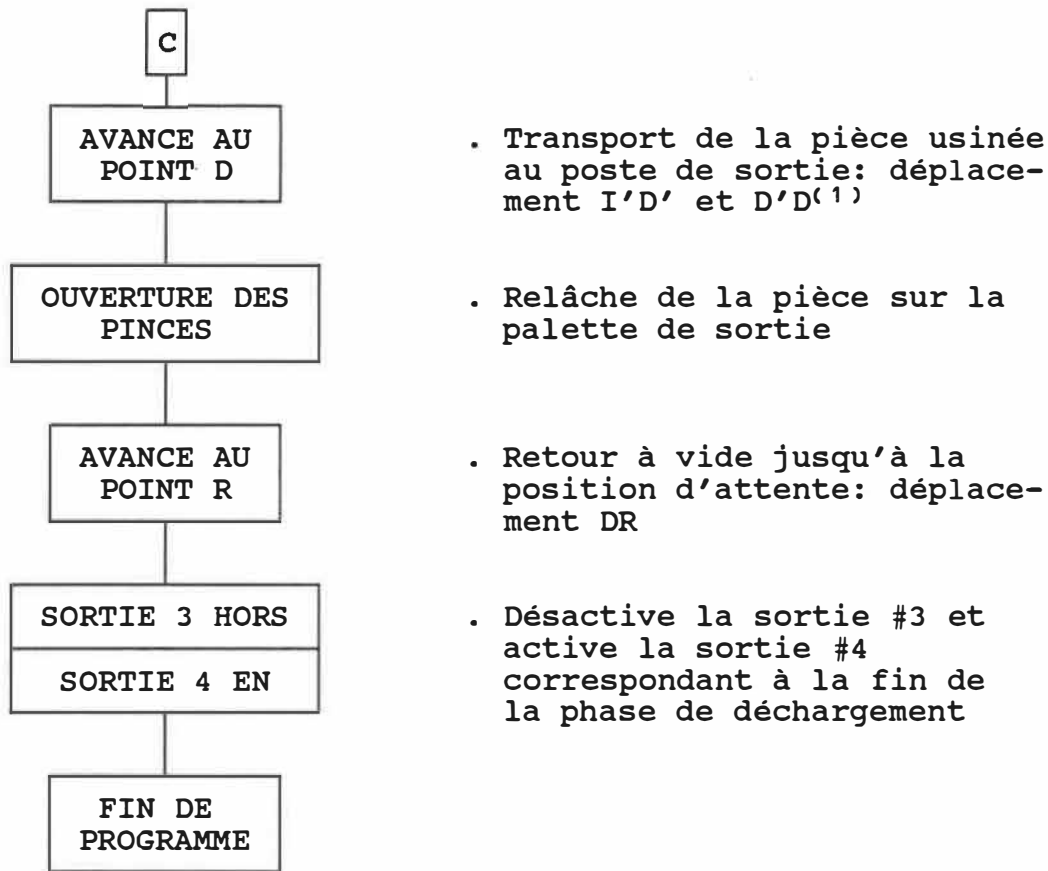 C
AVANCE AU
POINT D
. Transport de la pièce usinée
au poste de sortie: déplace-
ment I'D' et D'D(1)
OUVERTURE DES
PINCES
. Relâche de la pièce sur la
palette de sortie
AVANCE AU
POINT R
. Retour à vide jusqu'à la
position d'attente: déplace-
ment DR
SORTIE 3 HORS
SORTIE 4 EN
. Désactive la sortie #3 et
active la sortie #4
correspondant à la fin de
la phase de déchargement
FIN DE
PROGRAMME